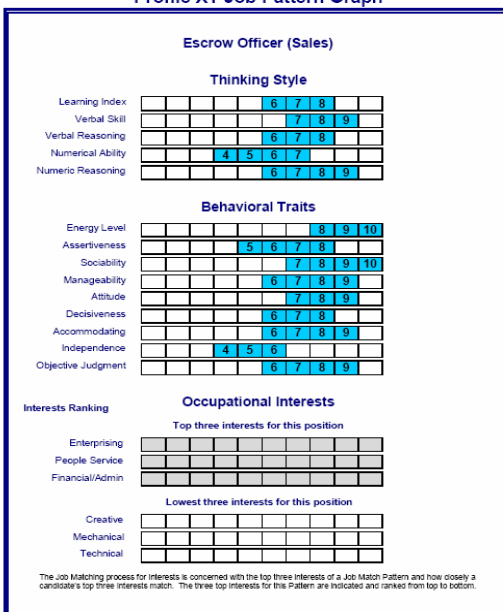 Profile XT Job Pattern Graph
Escrow Officer (Sales)
Thinking Style
Learning Index 6 7 8
Verbal Skill 7 8 9
Verbal Reasoning 6 7 8
Numerical Ability 4 5 6 7
Numeric Reasoning 6 7 8 9
Behavioral Traits
Energy Level 8 9 10
Assertiveness 5 6 7 8
Sociability 7 8 9 10
Manageability 6 7 8 9
Attitude 7 8 9
Decisiveness 6 7 8
Accommodating 6 7 8 9
Independence 4 5 6
Objective Judgment 6 7 8 9
Interests Ranking Occupational Interests
Top three interests for this position
Enterprising
People Service
Financial/Admin
Lowest three interests for this position
Creative
Mechanical
Technical
The Job Matching process for Interests is concerned with the top three interests of a Job Match Pattern and how closely a
candidate's top three interests match. The three top interests for this Pattern are indicated and ranked from top to bottom.